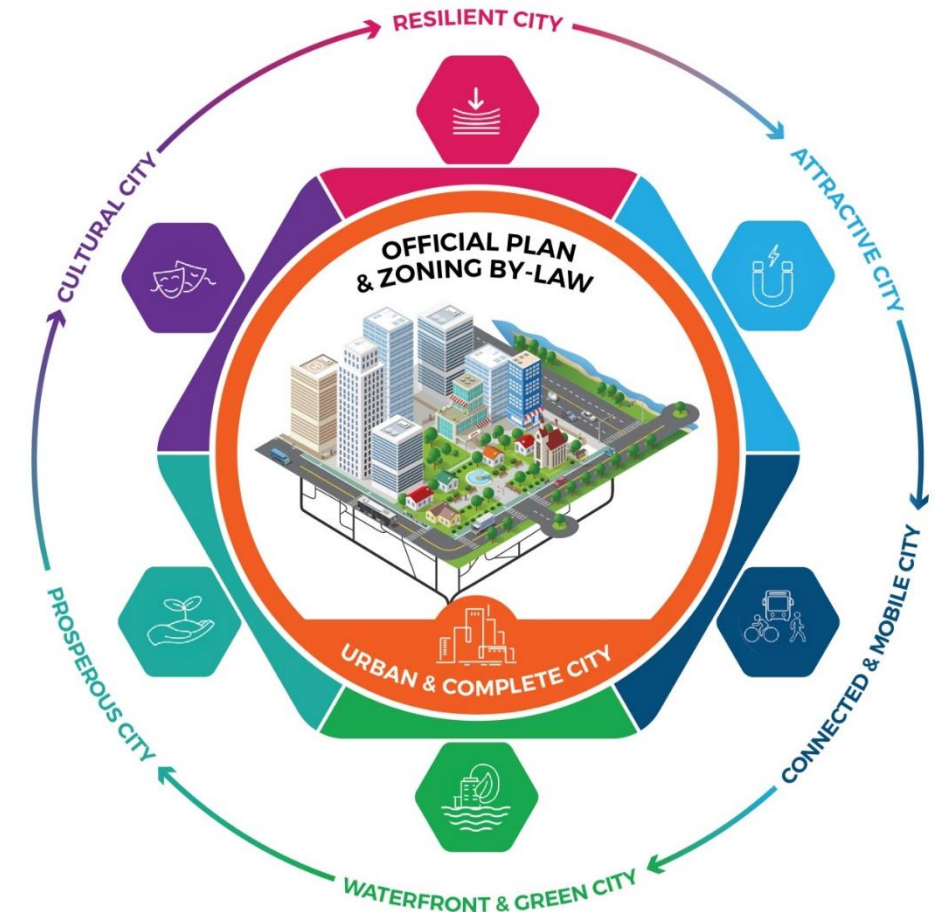 RESILIENT CITY
ATTRACTIVE CITY
CONNECTED & MOBILE CITY
WATERFRONT & GREEN CITY
PROSPEROUS CITY
CULTURAL CITY
OFFICIAL PLAN
& ZONING BY-LAW
URBAN & COMPLETE CITY